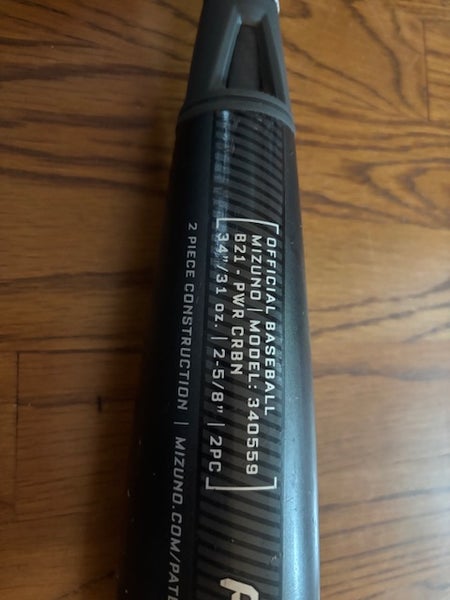 OFFICIAL BASEBALL
MIZUNO | MODEL: 340559
B21 · PWR CRBN
34"/31 oz. | 2-5/8" | 2PC
2 PIECE CONSTRUCTION | MIZUNO.COM/PATE